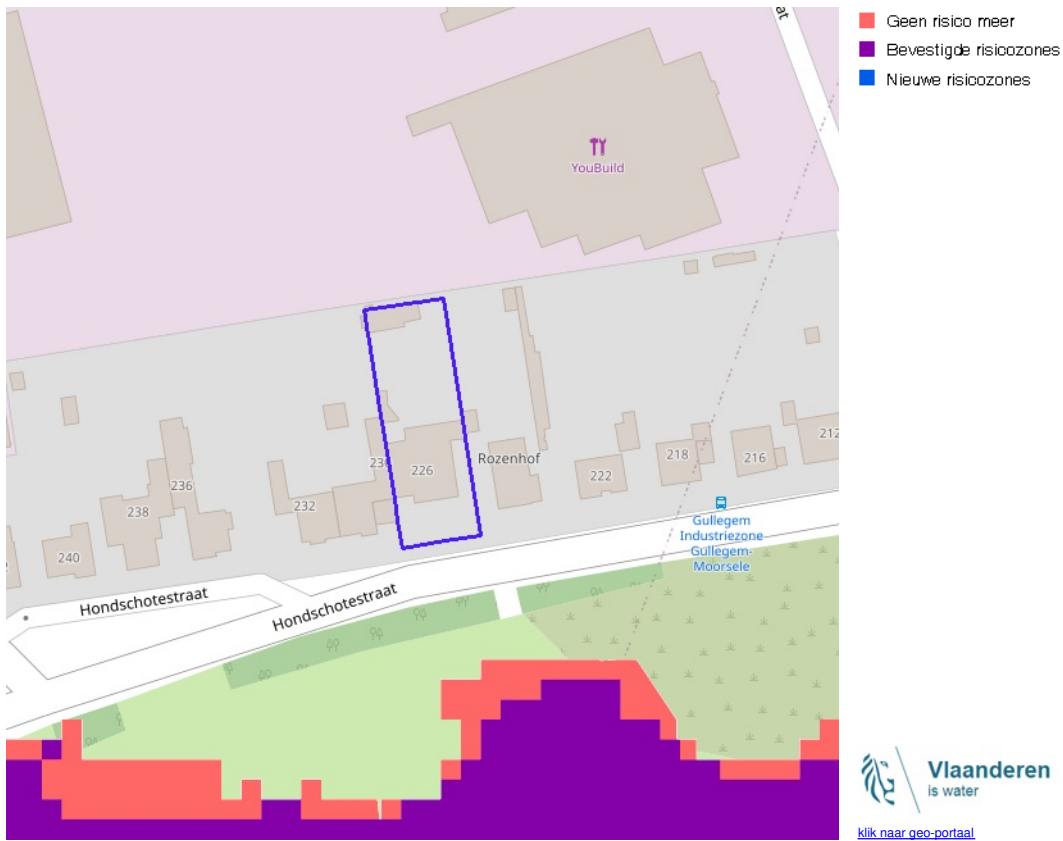 Geen risico meer
Bevestigde risicozones
Nieuwe risicozones
YouBuild
212
218
216
Rozenhof
222
226
236
232
238
240
Gullegem
Industriezone
Gullegem-
Moorsele
Hondschotestraat
Hondschotestraat
Vlaanderen
is water
klik naar geo-portaal